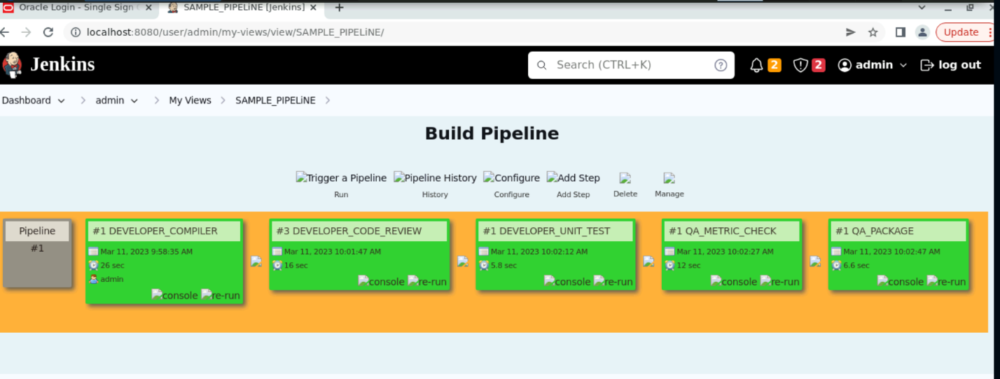 Oracle Login - Single Sign
SAMPLE_PIPELiNE [Jenkins]
localhost:8080/user/admin/my-views/view/SAMPLE_PIPELiNE/
Update
Jenkins
Search (CTRL+K)
2
2
admin
log out
Dashboard
admin
My Views
SAMPLE_PIPELiNE
Build Pipeline
Trigger a Pipeline
Pipeline History
Configure
Add Step
Run
History
Configure
Add Step
Delete
Manage
Pipeline
#1
#1 DEVELOPER_COMPILER
Mar 11, 2023 9:58:35 AM
26 sec
admin
console
re-run
#3 DEVELOPER_CODE_REVIEW
Mar 11, 2023 10:01:47 AM
16 sec
console
re-run
#1 DEVELOPER_UNIT_TEST
Mar 11, 2023 10:02:12 AM
5.8 sec
console
re-run
#1 QA_METRIC_CHECK
Mar 11, 2023 10:02:27 AM
12 sec
console
re-run
#1 QA_PACKAGE
Mar 11, 2023 10:02:47 AM
6.6 sec
console
re-run